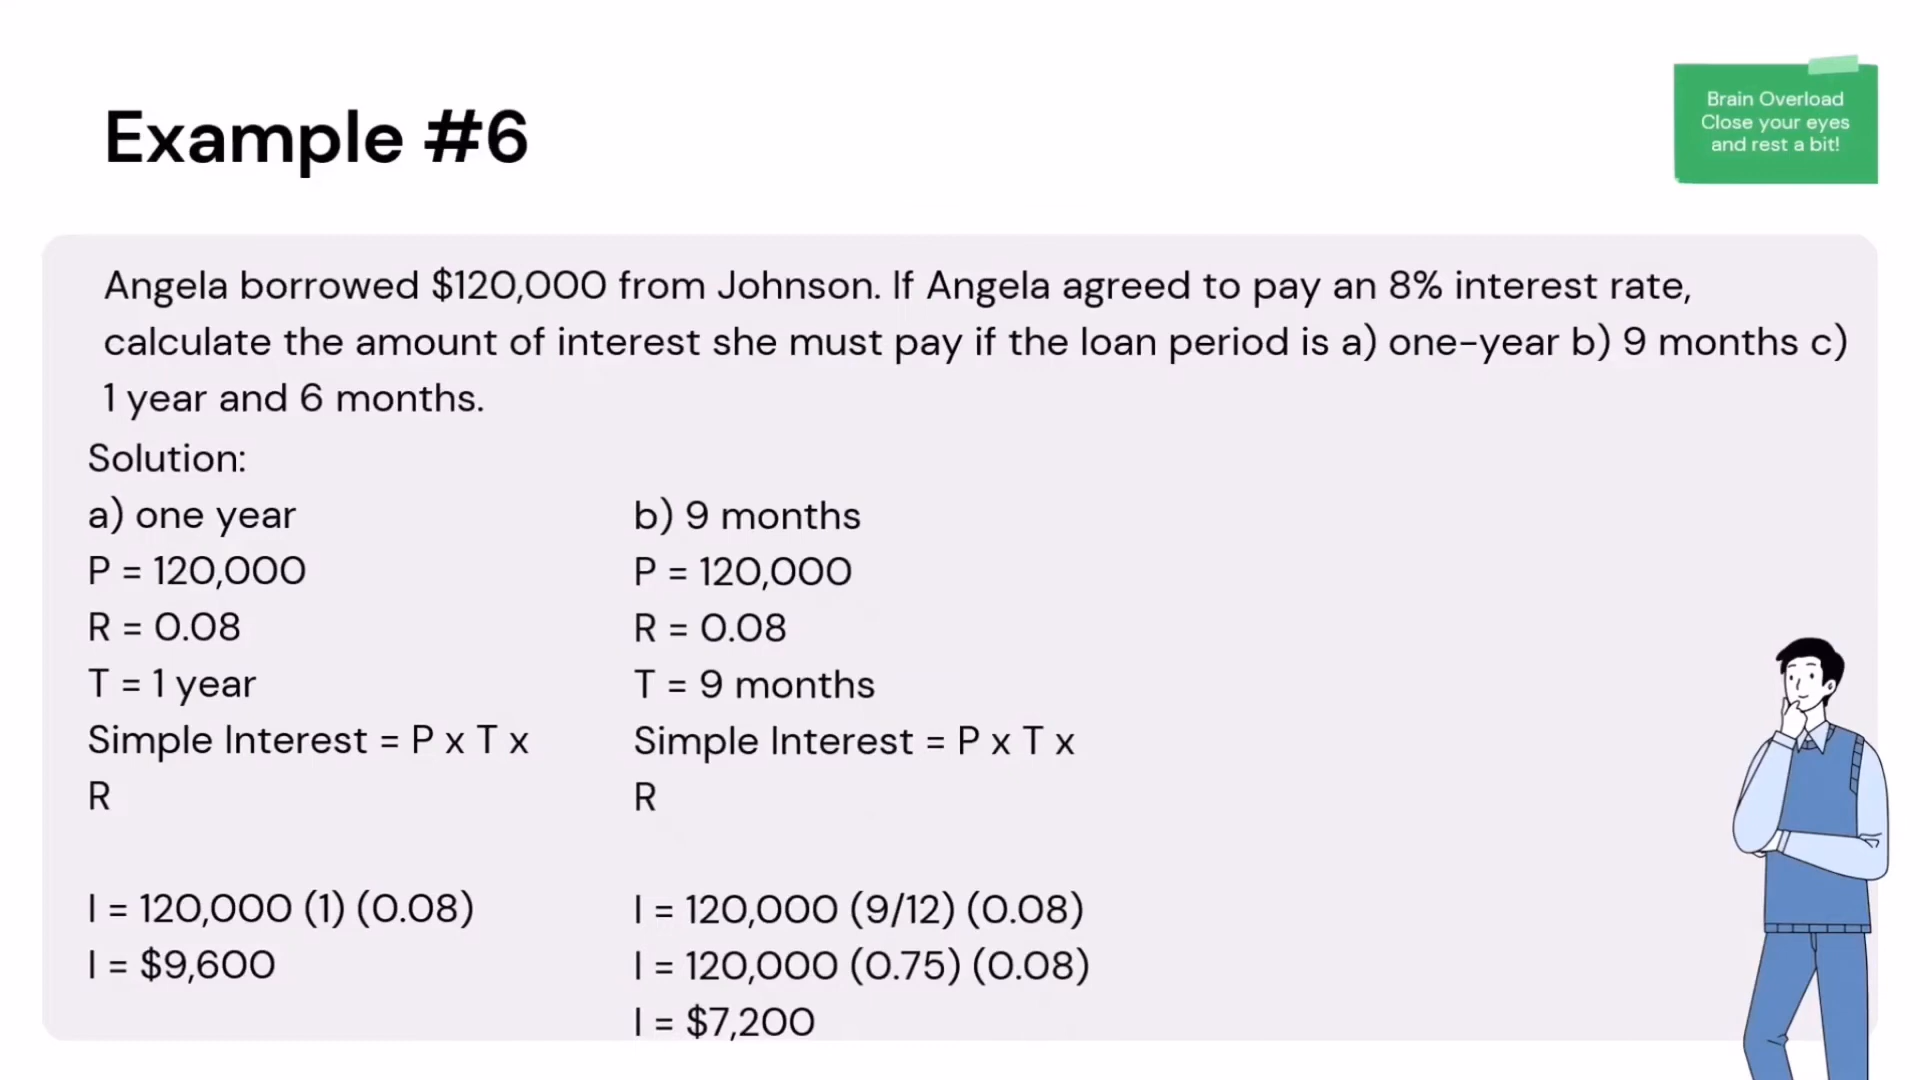 Example #6
Brain Overload
Close your eyes
and rest a bit!
Angela borrowed $120,000 from Johnson. If Angela agreed to pay an 8% interest rate,
calculate the amount of interest she must pay if the loan period is a) one-year b) 9 months c)
1 year and 6 months.
Solution:
a) one year
P = 120,000
R = 0.08
T = 1 year
Simple Interest = P x T x
R
I = 120,000 (1) (0.08)
I = $9,600
b) 9 months
P = 120,000
R = 0.08
T = 9 months
Simple Interest = P x T x
R
I = 120,000 (9/12) (0.08)
I = 120,000 (0.75) (0.08)
I = $7,200